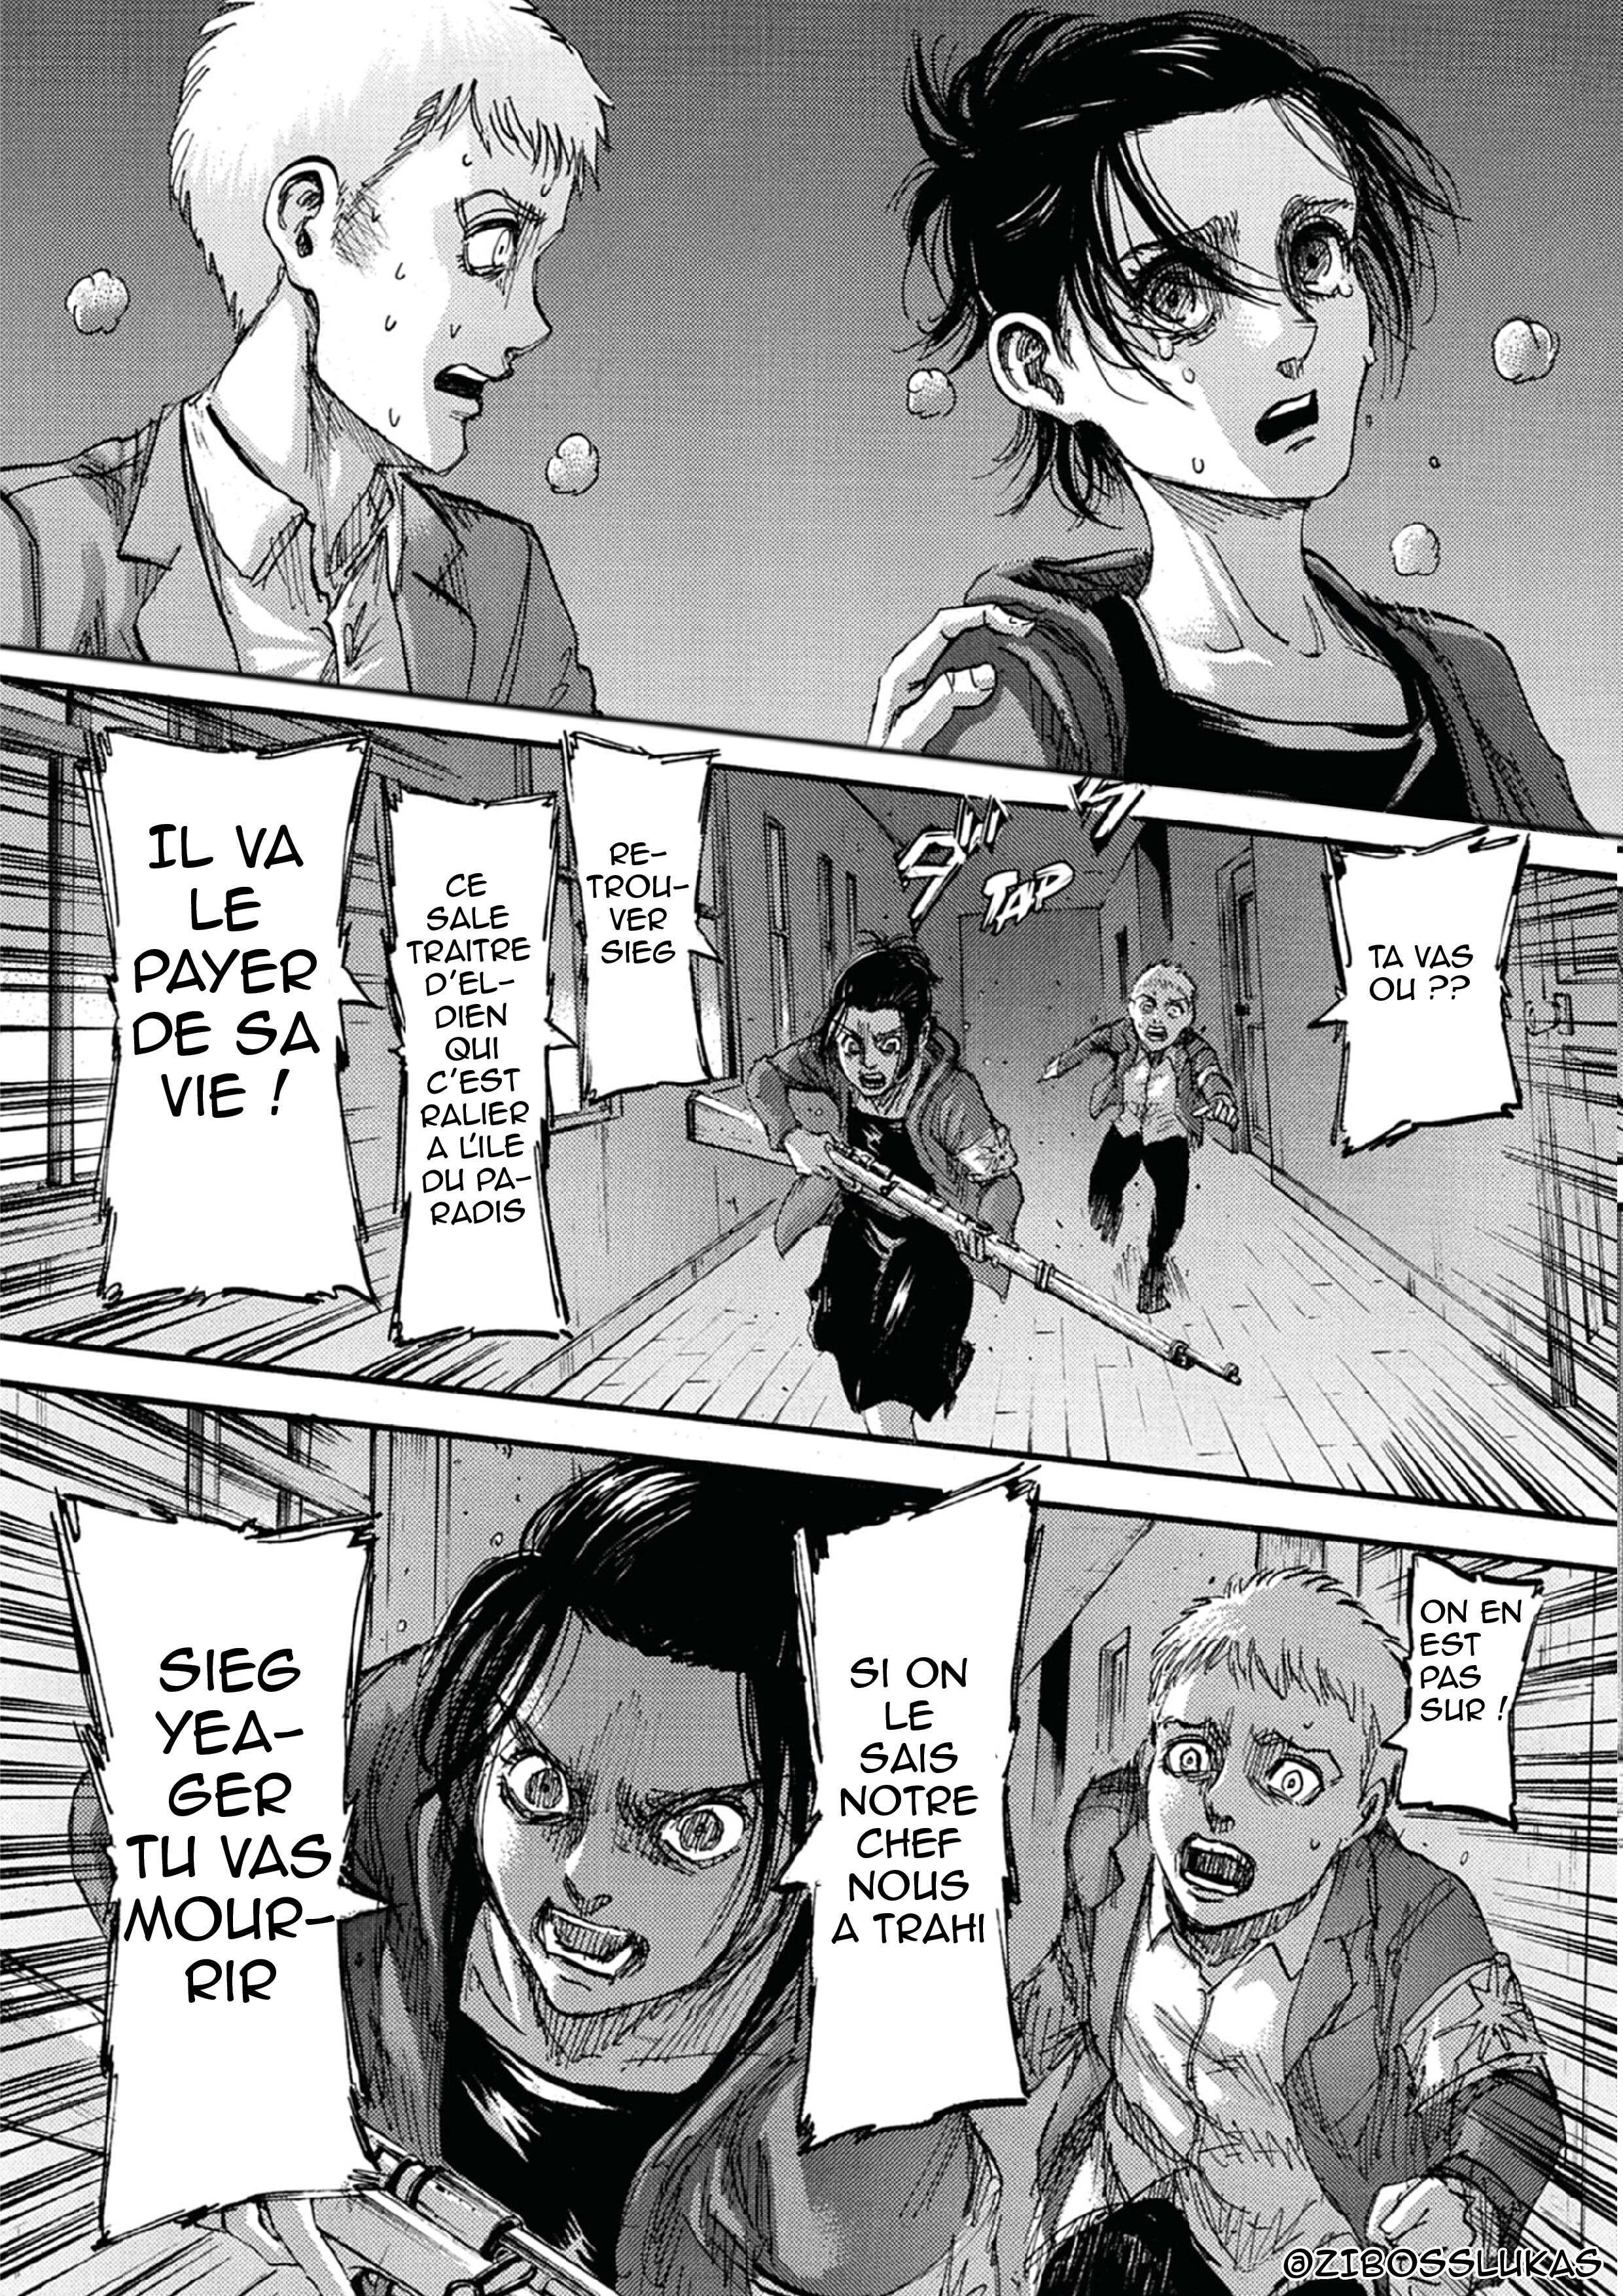 TA VAS
OU ??
TAP
RE-
TROU-
VER
SIEG
CE
SALE
TRAITRE
D'EL-
DIEN
QUI
C'EST
RALIER
A L'ILE
DU PA-
RADIS
IL VA
LE
PAYER
DE SA
VIE !
ON EN
EST
PAS
SUR !
SI ON
LE
SAIS
NOTRE
CHEF
NOUS
A TRAHI
SIEG
YEA-
GER
TU VAS
MOUR-
RIR
@ZIBOSSLUKAS